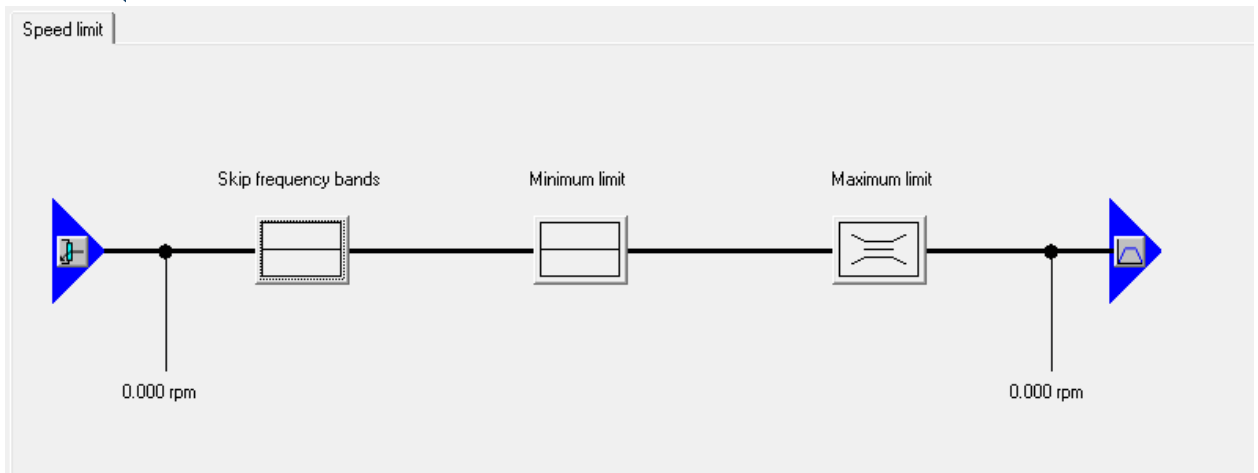 Speed limit
Skip frequency bands
Minimum limit
Maximum limit
0.000 rpm
0.000 rpm